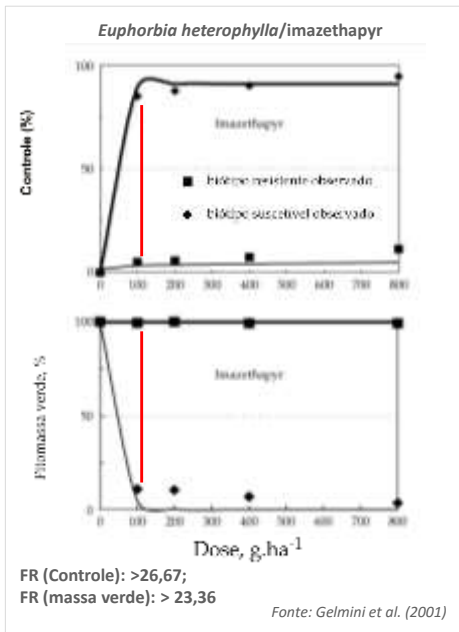 Euphorbia heterophylla/imazethapyr
Controle (%)
100
50
0
Imazethapyr
biótipo resistente observado
biótipo suscetível observado
0 100 200 300 400 500 600 700 800
Fitomassa verde, %
100
50
0
Imazethapyr
0 100 200 300 400 500 600 700 800
Dose, g.ha⁻¹
FR (Controle): >26,67;
FR (massa verde): > 23,36
Fonte: Gelmini et al. (2001)